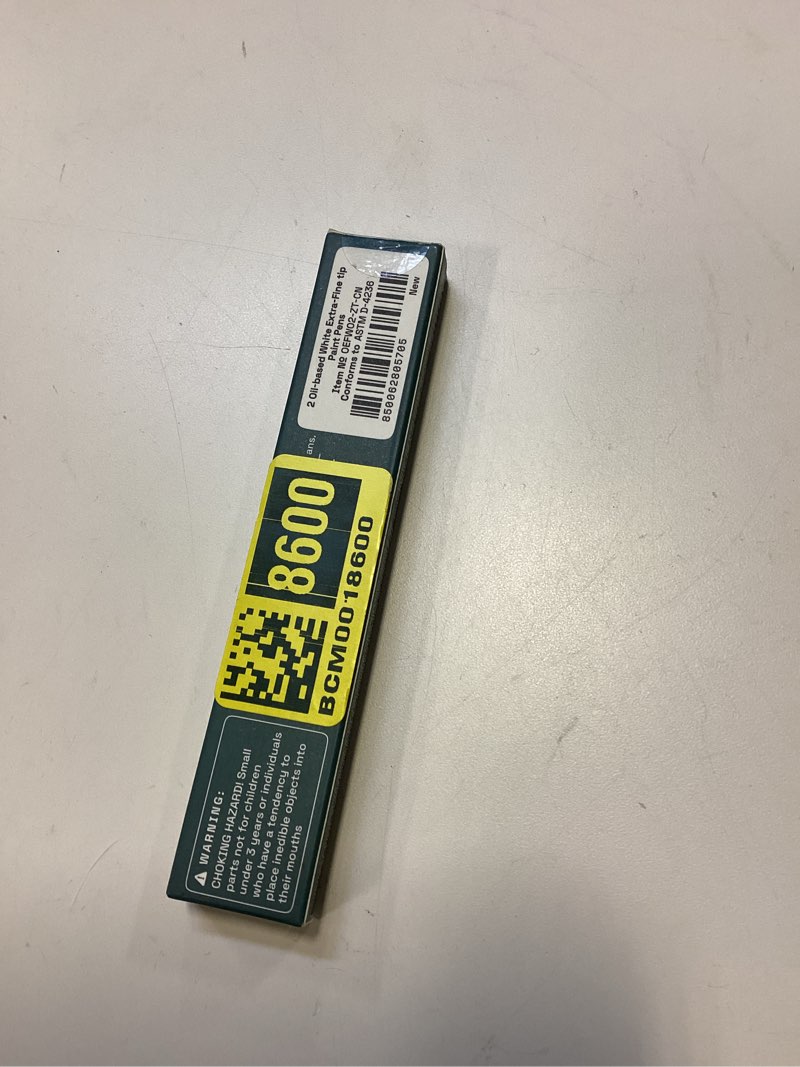 2 Oil-based White Extra-Fine tip
Paint Pens
Item № OEFW02-ZT-CN
Conforms to ASTM D-4236
850062805705
New
ans.
8600
BCM0018600
WARNING:
CHOKING HAZARD! Small
parts not for children
under 3 years or individuals
who have a tendency to
place inedible objects into
their mouths